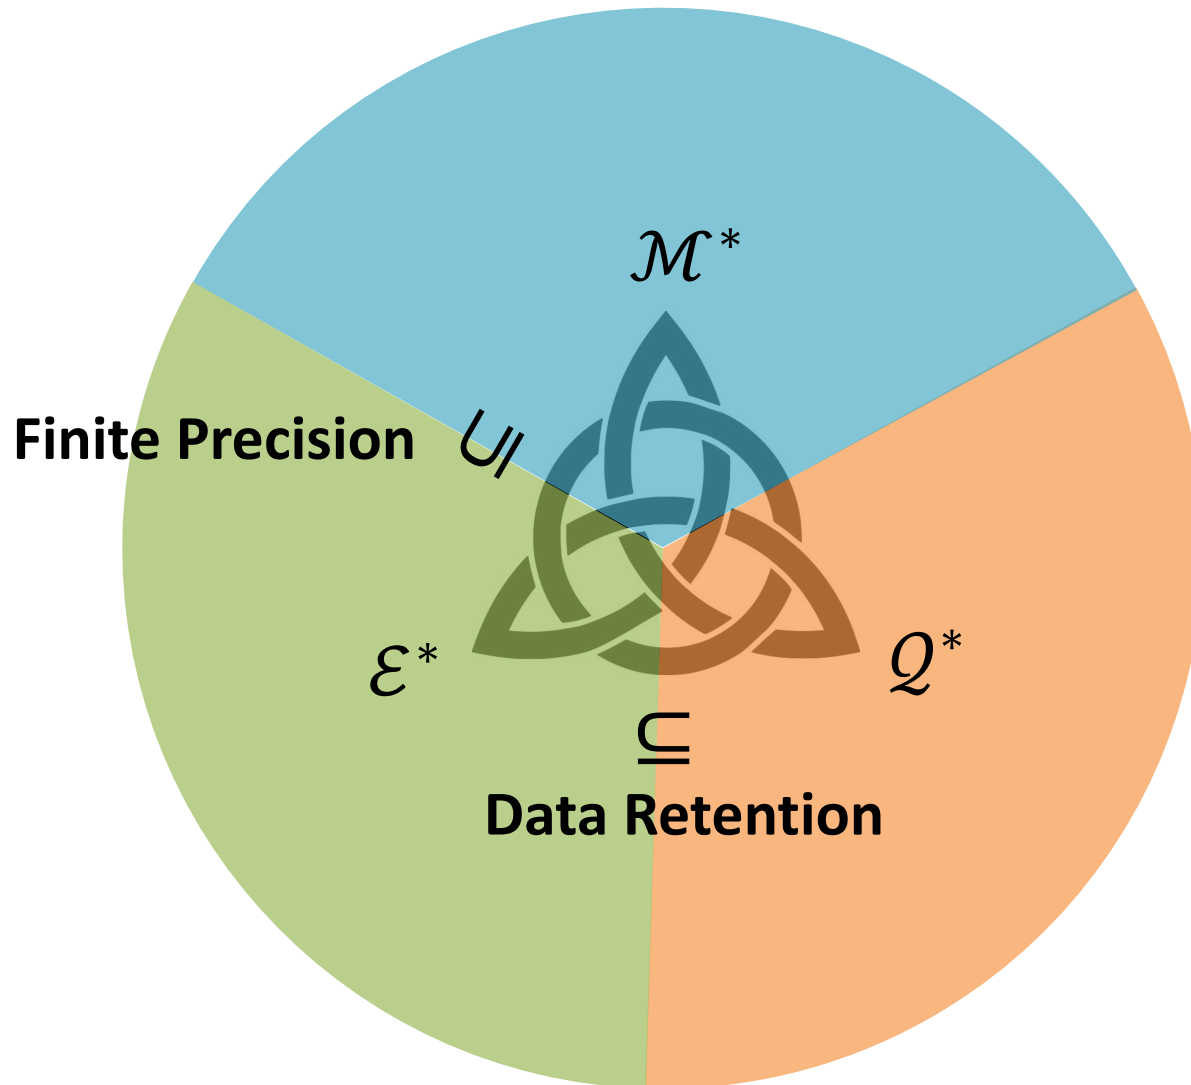 ℳ*
Finite Precision ⊆
ℰ*
𝒬*
⊆
Data Retention